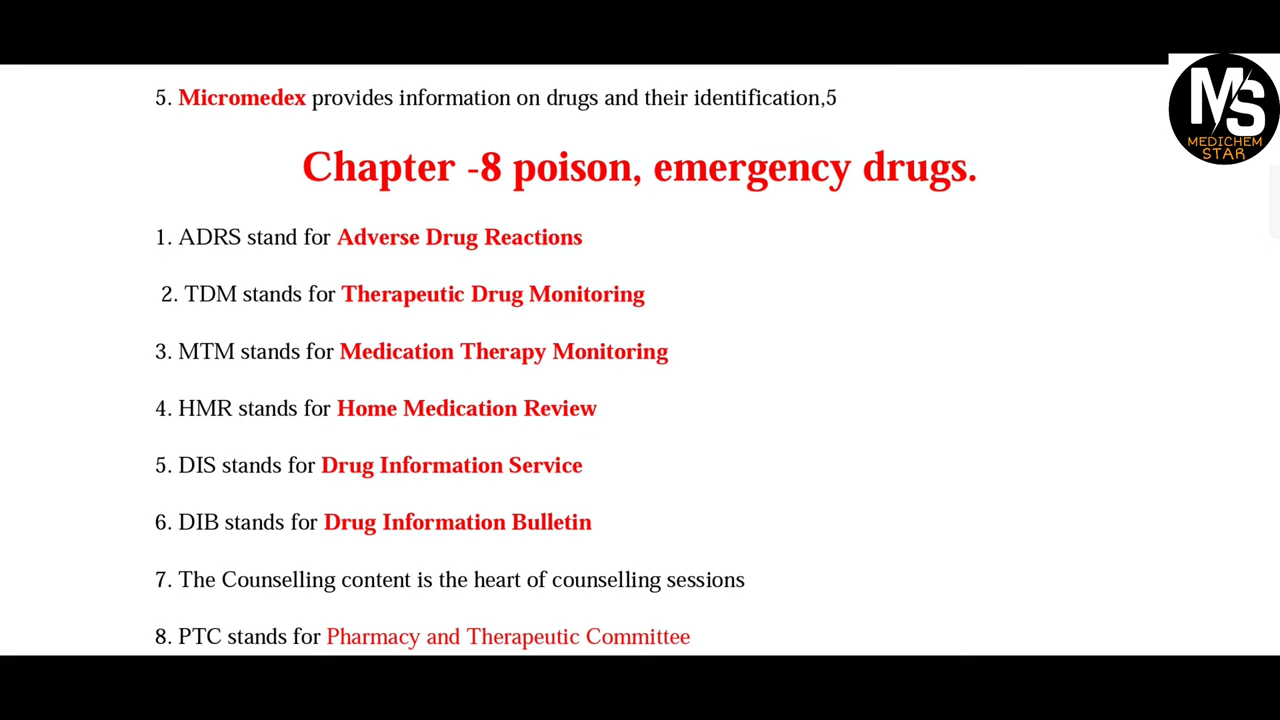 5. Micromedex provides information on drugs and their identification,5
MS
MEDICHEM
STAR
Chapter -8 poison, emergency drugs.
1. ADRS stand for Adverse Drug Reactions
2. TDM stands for Therapeutic Drug Monitoring
3. MTM stands for Medication Therapy Monitoring
4. HMR stands for Home Medication Review
5. DIS stands for Drug Information Service
6. DIB stands for Drug Information Bulletin
7. The Counselling content is the heart of counselling sessions
8. PTC stands for Pharmacy and Therapeutic Committee